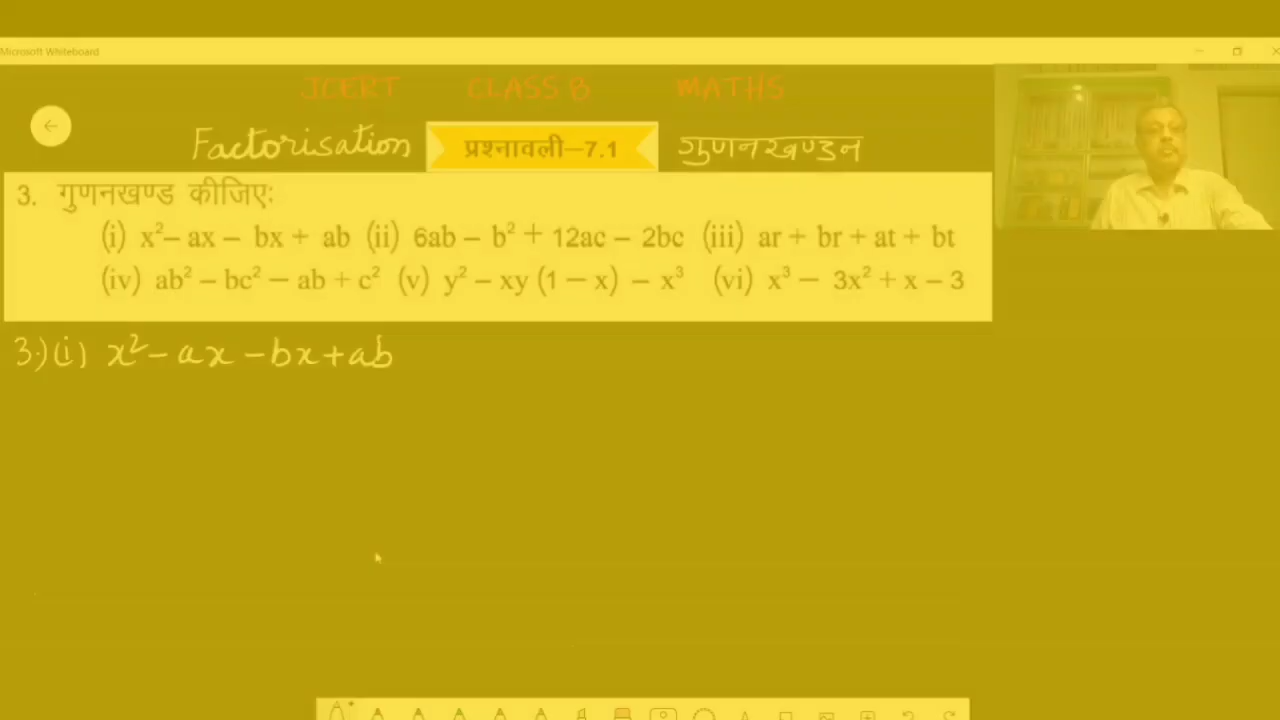 Microsoft Whiteboard
JCERT CLASS 8 MATHS
Factorisation प्रश्नावली–7.1 गुणनखण्डन
3. गुणनखण्ड कीजिए:
(i) x² – ax – bx + ab (ii) 6ab – b² + 12ac – 2bc (iii) ar + br + at + bt
(iv) ab² – bc² – ab + c² (v) y² – xy (1 – x) – x³ (vi) x³ – 3x² + x – 3
3.) (i) x² – ax – bx + ab